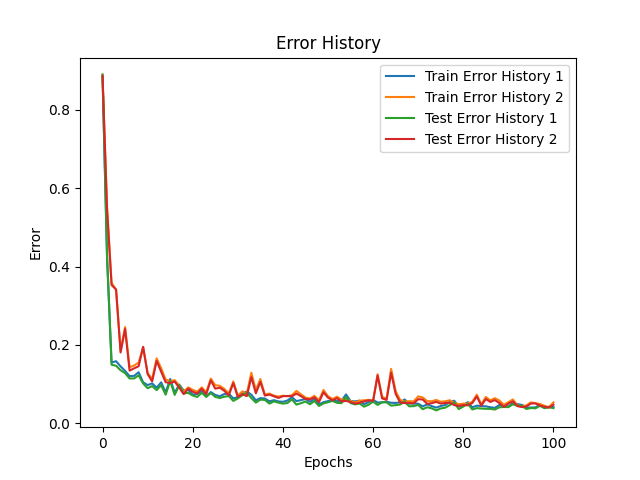 Error History
Train Error History 1
Train Error History 2
Test Error History 1
Test Error History 2
Error
0.8
0.6
0.4
0.2
0.0
0 20 40 60 80 100
Epochs